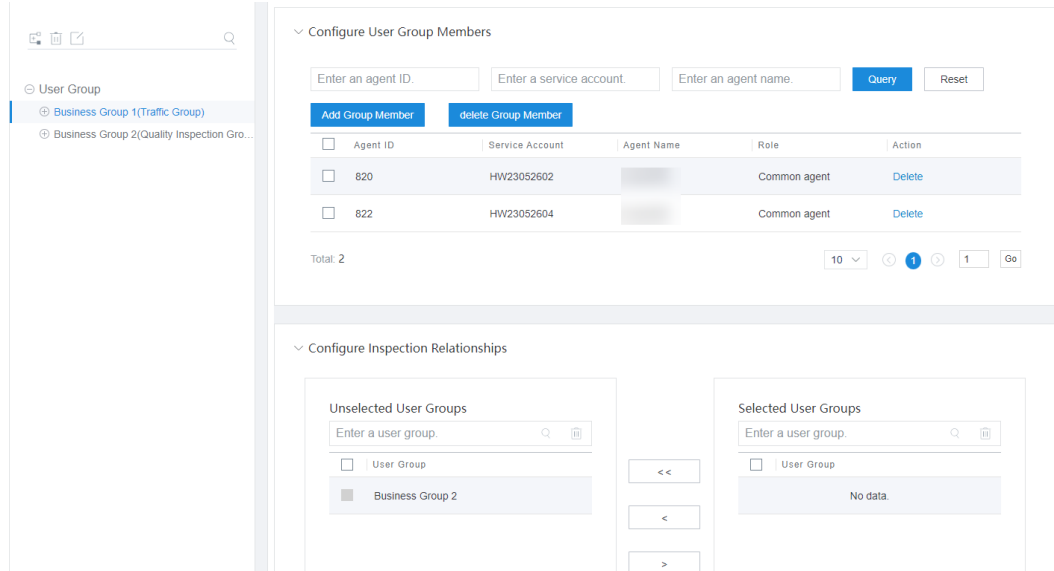 User Group
Business Group 1(Traffic Group)
Business Group 2(Quality Inspection Gro...
Configure User Group Members
Enter an agent ID. Enter a service account. Enter an agent name. Query Reset
Add Group Member delete Group Member
Agent ID Service Account Agent Name Role Action
820 HW23052602 Common agent Delete
822 HW23052604 Common agent Delete
Total: 2 10 1 1 Go
Configure Inspection Relationships
Unselected User Groups
Enter a user group.
User Group
Business Group 2
<<
<
>
Selected User Groups
Enter a user group.
User Group
No data.